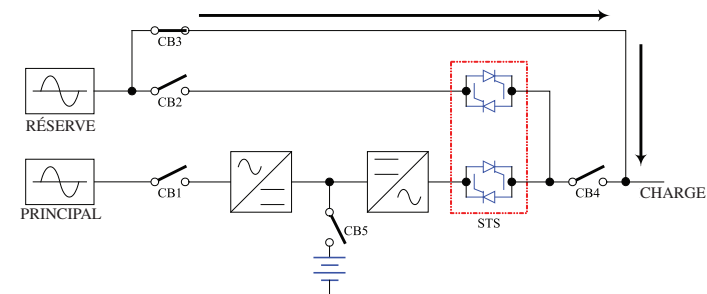 CB3
CB2
RÉSERVE
CB1
PRINCIPAL
CB5
STS
CB4
CHARGE